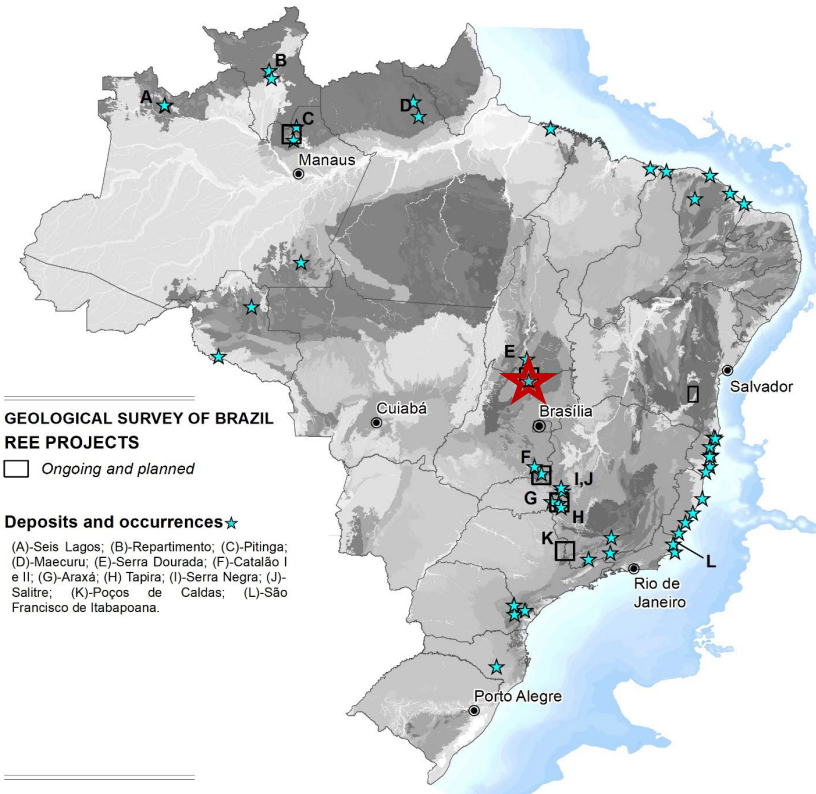 B
A
D
C
Manaus
E
Salvador
Cuiabá
Brasília
GEOLOGICAL SURVEY OF BRAZIL
REE PROJECTS
Ongoing and planned
F
I,J
G
H
Deposits and occurrences
K
(A)-Seis Lagos; (B)-Repartimento; (C)-Pitinga;
(D)-Maecuru; (E)-Serra Dourada; (F)-Catalão I
e II; (G)-Araxá; (H) Tapira; (I)-Serra Negra; (J)-
Salitre; (K)-Poços de Caldas; (L)-São
Francisco de Itabapoana.
L
Rio de
Janeiro
Porto Alegre